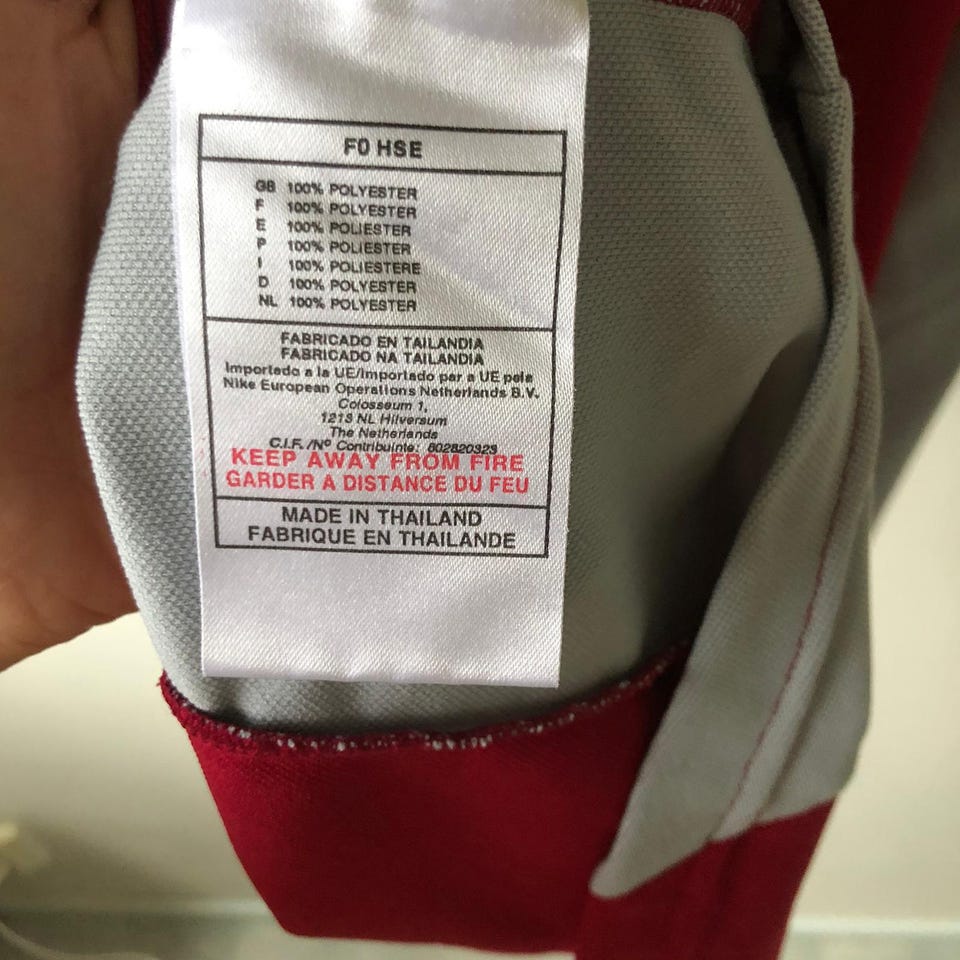 F0 HSE
GB 100% POLYESTER
F 100% POLYESTER
E 100% POLIESTER
P 100% POLIESTER
I 100% POLIESTERE
D 100% POLYESTER
NL 100% POLYESTER
FABRICADO EN TAILANDIA
FABRICADO NA TAILANDIA
Importado a la UE/Importado par a UE pela
Nike European Operations Netherlands B.V.
Colosseum 1,
1213 NL Hilversum
The Netherlands
C.I.F. /Nº Contribuinte: 802820323
KEEP AWAY FROM FIRE
GARDER A DISTANCE DU FEU
MADE IN THAILAND
FABRIQUE EN THAILANDE